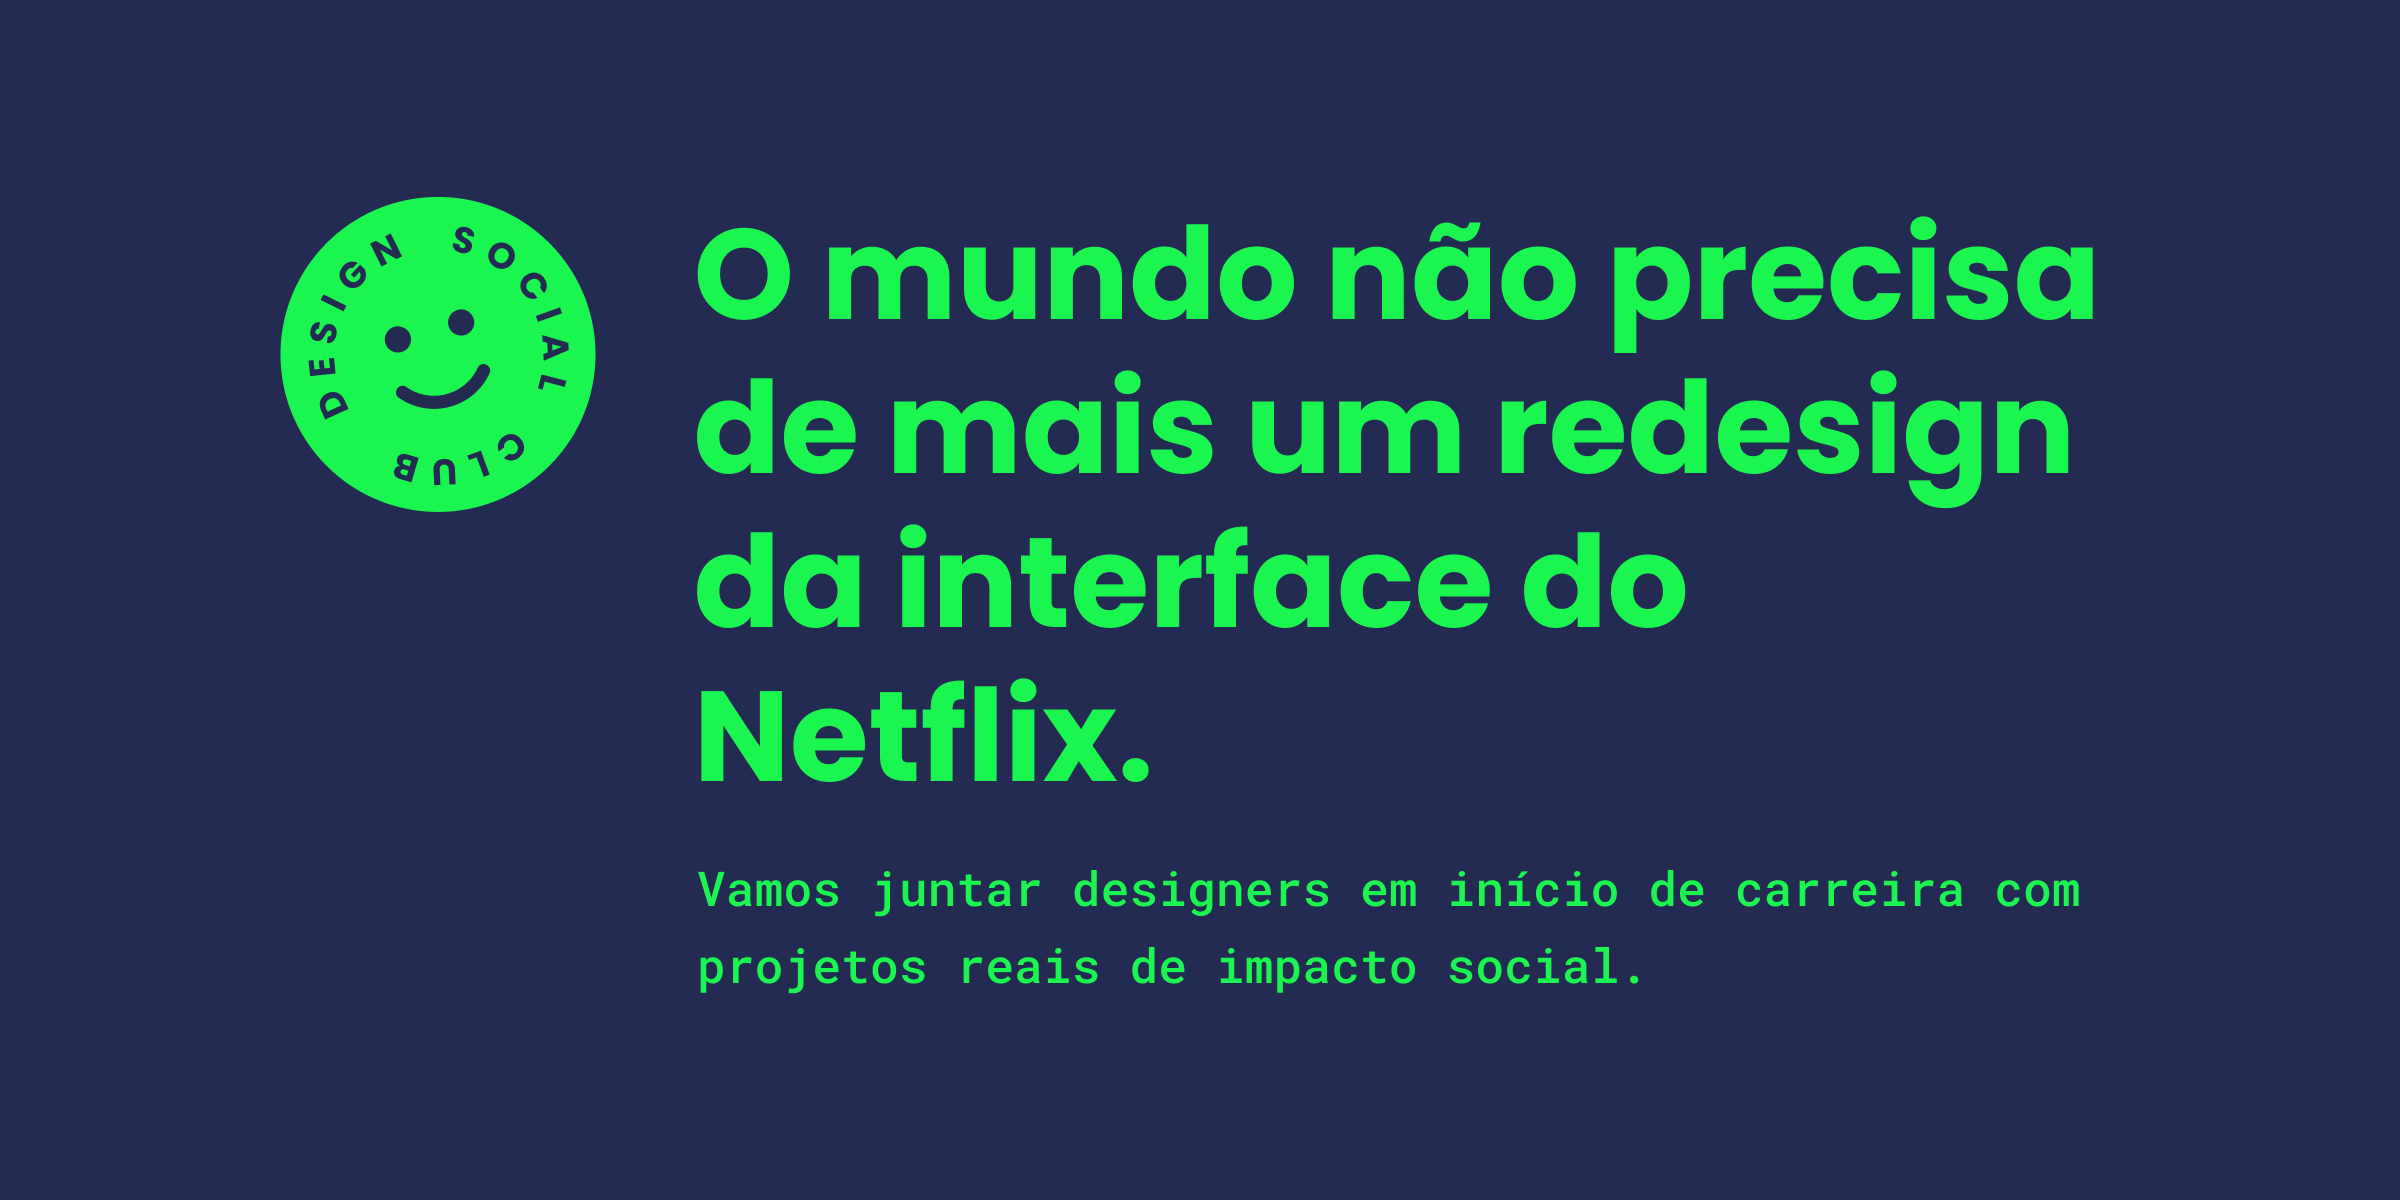 DESIGN SOCIAL CLUB
O mundo não precisa
de mais um redesign
da interface do
Netflix.
Vamos juntar designers em início de carreira com
projetos reais de impacto social.